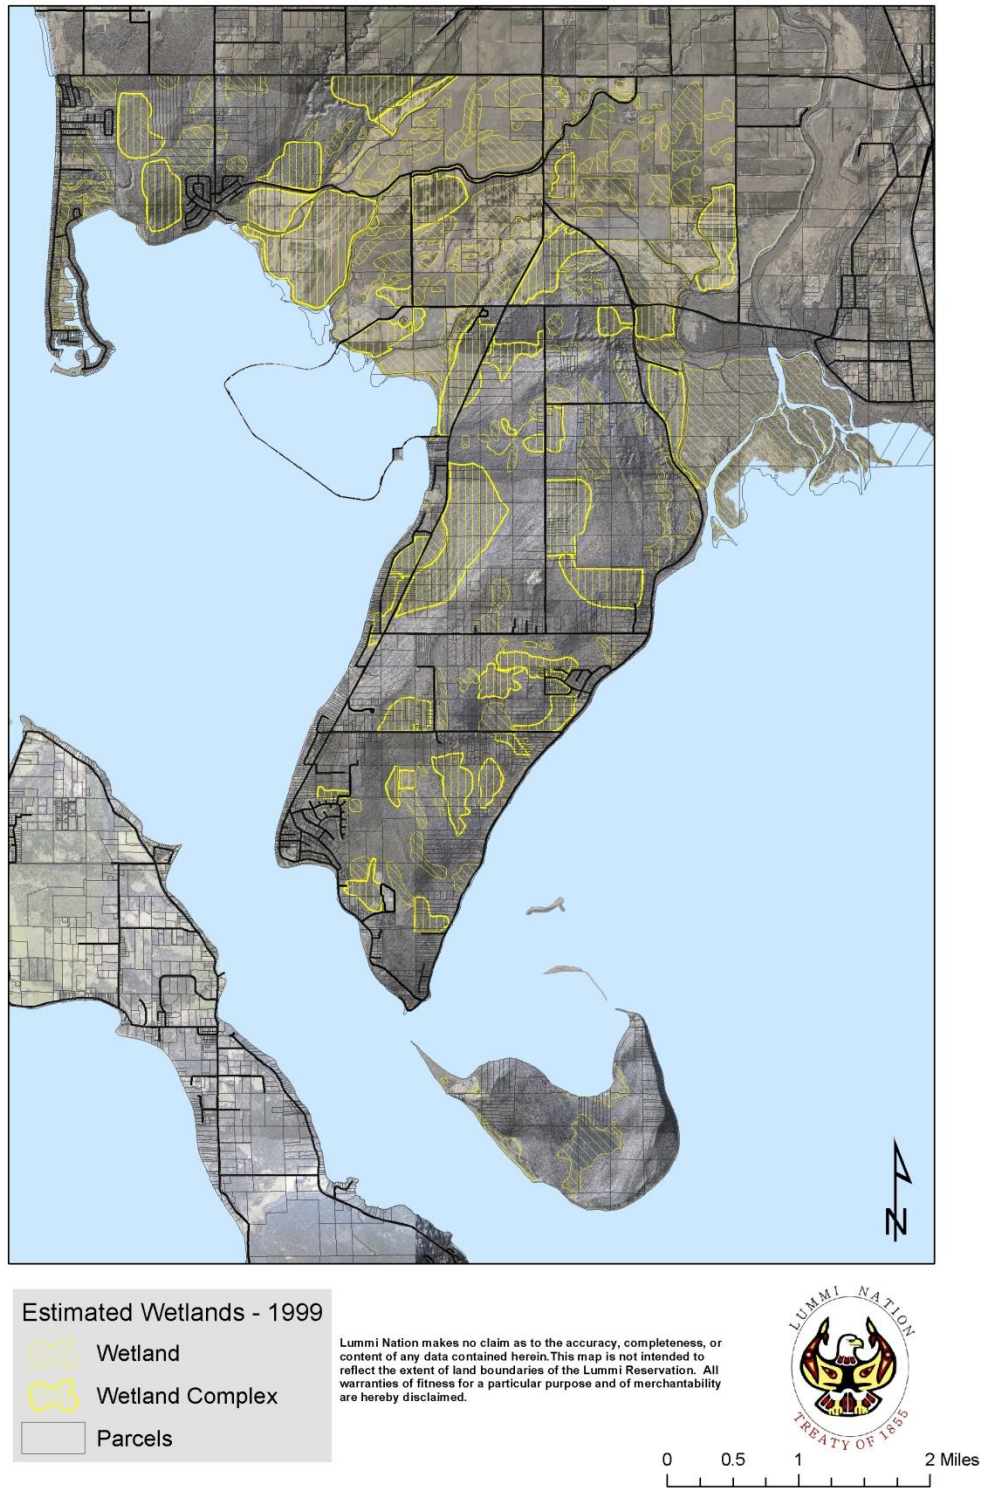 N
Estimated Wetlands - 1999
Wetland
Wetland Complex
Parcels
Lummi Nation makes no claim as to the accuracy, completeness, or
content of any data contained herein.This map is not intended to
reflect the extent of land boundaries of the Lummi Reservation. All
warranties of fitness for a particular purpose and of merchantability
are hereby disclaimed.
LUMMI NATION
TREATY OF 1855
0 0.5 1 2 Miles